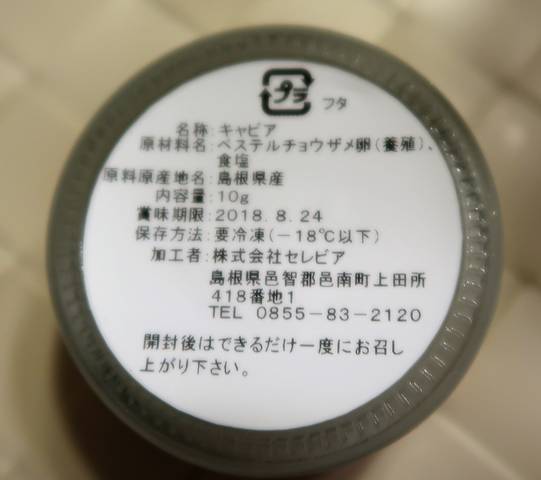 プラ フタ
名称:キャビア
原材料名:ベステルチョウザメ卵(養殖)、
食塩
原料原産地名:島根県産
内容量:10g
賞味期限:2018.8.24
保存方法:要冷凍(-18℃以下)
加工者:株式会社セレビア
島根県邑智郡邑南町上田所
418番地1
TEL 0855-83-2120
開封後はできるだけ一度にお召し
上がり下さい。